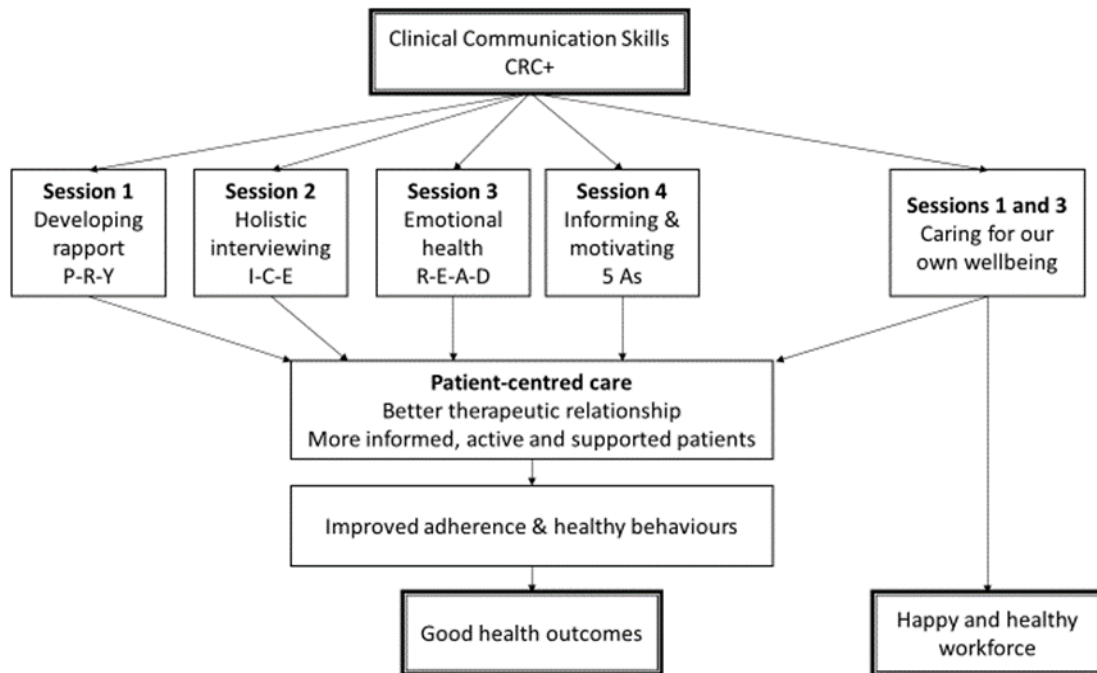 Clinical Communication Skills
CRC+
Session 1
Developing
rapport
P-R-Y
Session 2
Holistic
interviewing
I-C-E
Session 3
Emotional
health
R-E-A-D
Session 4
Informing &
motivating
5 As
Sessions 1 and 3
Caring for our
own wellbeing
Patient-centred care
Better therapeutic relationship
More informed, active and supported patients
Improved adherence & healthy behaviours
Good health outcomes
Happy and healthy
workforce